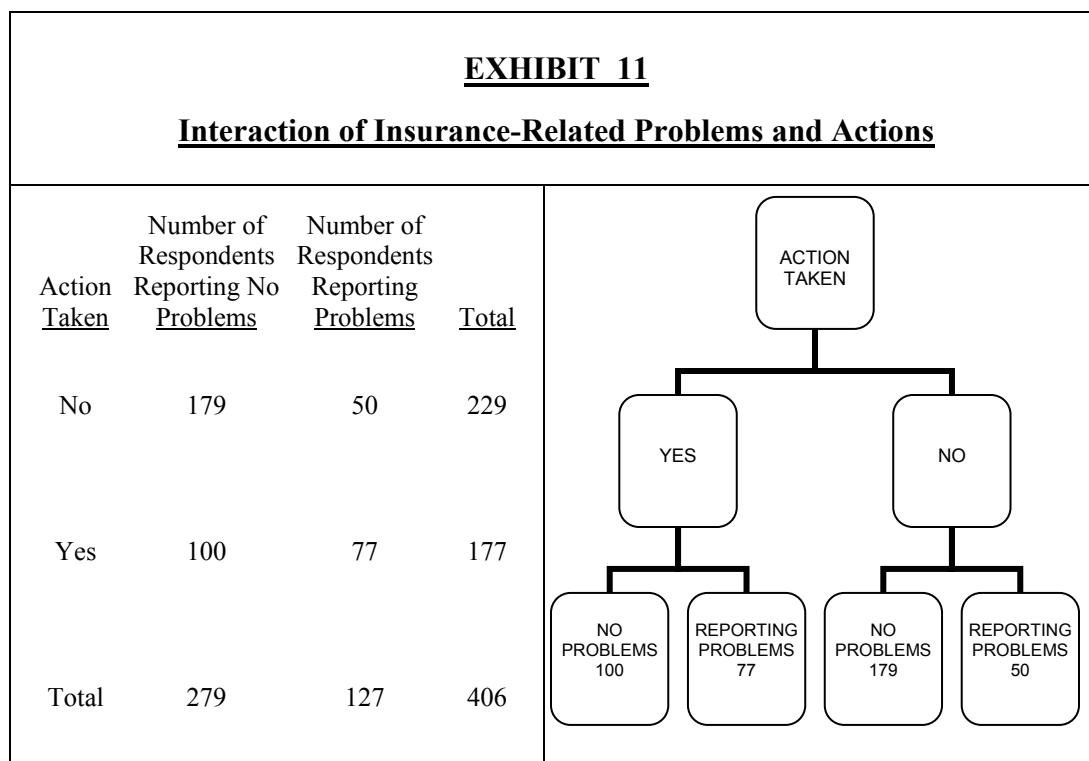 EXHIBIT 11
Interaction of Insurance-Related Problems and Actions
Number of Number of
Respondents Respondents
Action Reporting No Reporting
Taken Problems Problems Total
No 179 50 229
Yes 100 77 177
Total 279 127 406
ACTION
TAKEN
YES
NO
NO
PROBLEMS
100
REPORTING
PROBLEMS
77
NO
PROBLEMS
179
REPORTING
PROBLEMS
50